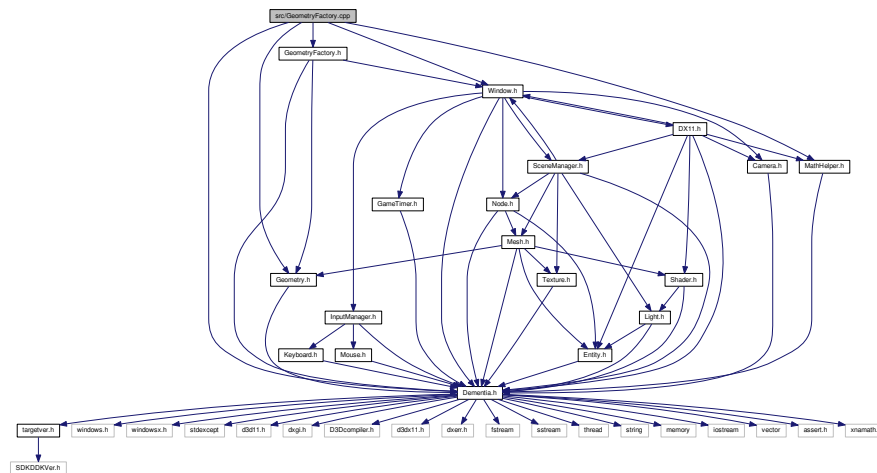 src/GeometryFactory.cpp
GeometryFactory.h
Window.h
DX11.h
SceneManager.h
Camera.h
MathHelper.h
GameTimer.h
Node.h
Mesh.h
Geometry.h
Texture.h
Shader.h
InputManager.h
Light.h
Keyboard.h
Mouse.h
Entity.h
Dementia.h
targetver.h
windows.h
windowsx.h
stdexcept
d3d11.h
dxgi.h
D3Dcompiler.h
d3dx11.h
dxerr.h
fstream
sstream
thread
string
memory
iostream
vector
assert.h
xnamath.
SDKDDKVer.h